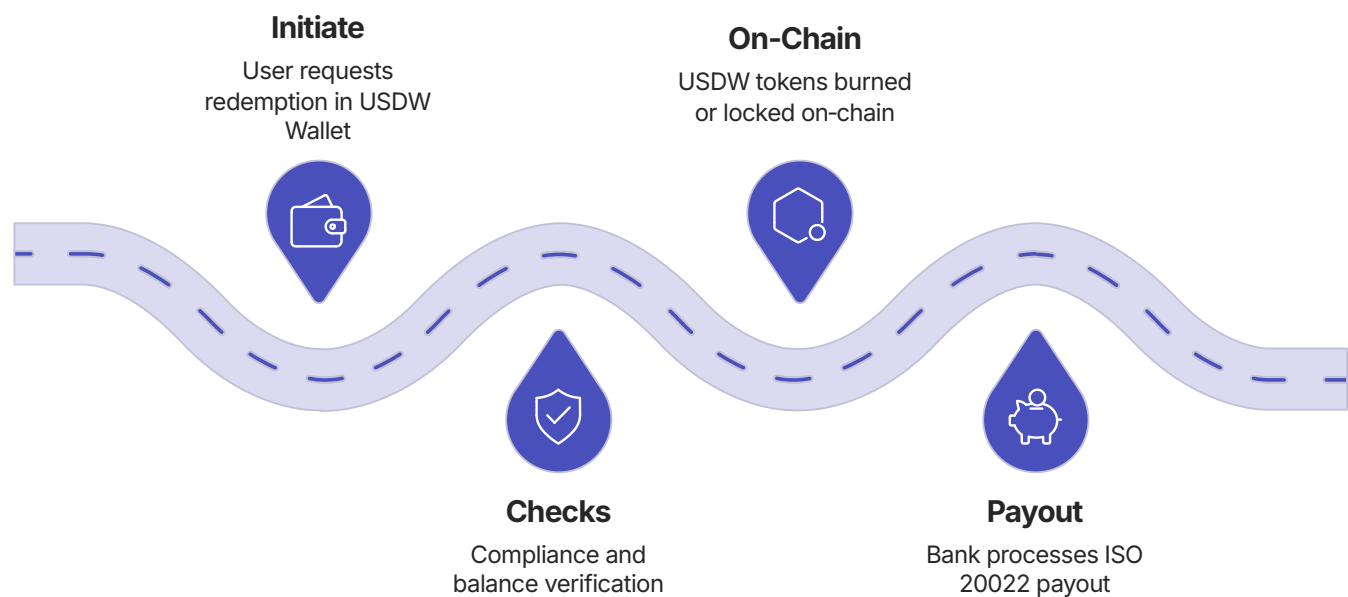 Initiate
User requests
redemption in USDW
Wallet
Checks
Compliance and
balance verification
On-Chain
USDW tokens burned
or locked on-chain
Payout
Bank processes ISO
20022 payout